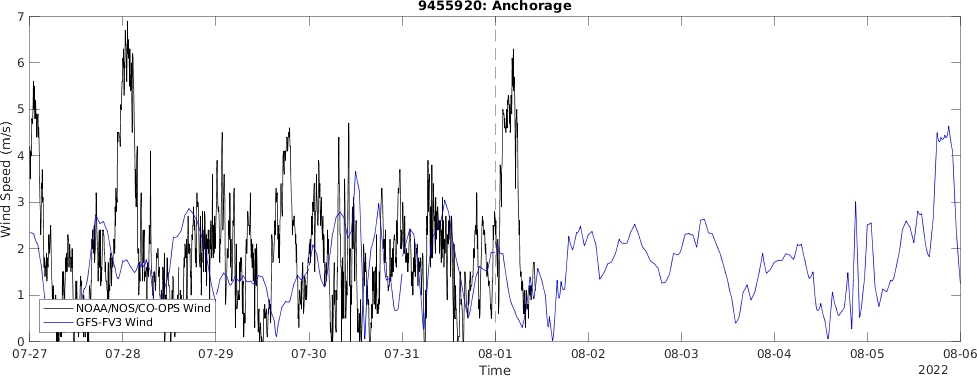 9455920: Anchorage
Wind Speed (m/s)
7
6
5
4
3
2
1
0
NOAA/NOS/CO-OPS Wind
GFS-FV3 Wind
07-27 07-28 07-29 07-30 07-31 08-01 08-02 08-03 08-04 08-05 08-06
Time
2022